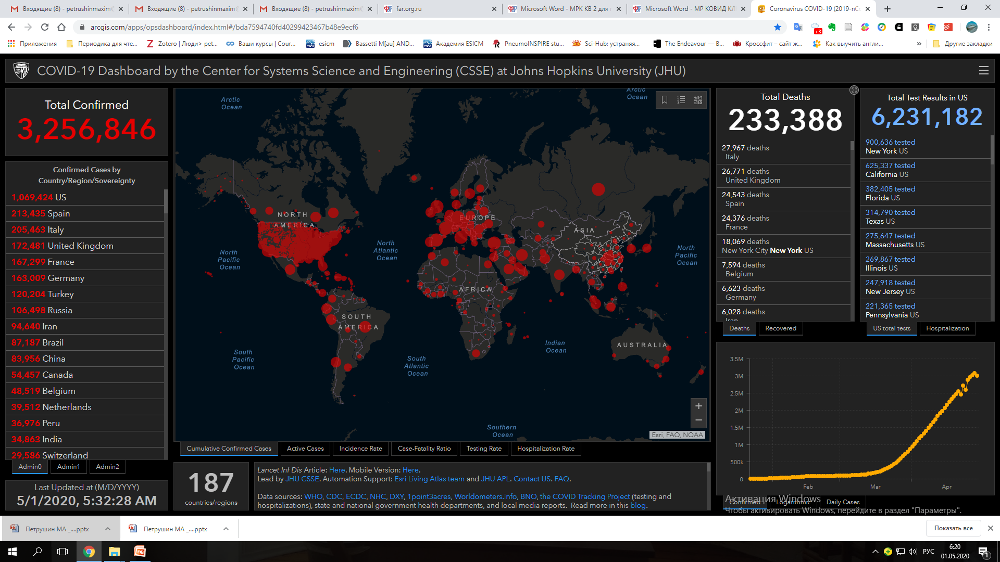 Входящие (8) - petrushinmaxim
Входящие (8) - petrushinmaxim
Входящие (8) - petrushinmaxim
far.org.ru
Microsoft Word - МРК КВ 2 для
Microsoft Word - МР КОВИД КЛ
Coronavirus COVID-19 (2019-nC
arcgis.com/apps/opsdashboard/index.html#/bda7594740fd40299423467b48e9ecf6
+3
Приложения
Периодика для чте...
Zotero | Люди> pet...
Ваши курсы | Cour...
esicm
Bassetti M[au] AND...
Академия ESICM
PneumoINSPIRE stu...
Sci-Hub: устраняя...
The Endeavour — B...
Кроссфит – сайт ж...
Как выучить англи...
»
Другие закладки
COVID-19 Dashboard by the Center for Systems Science and Engineering (CSSE) at Johns Hopkins University (JHU)
Total Confirmed
3,256,846
Confirmed Cases by
Country/Region/Sovereignty
1,069,424 US
213,435 Spain
205,463 Italy
172,481 United Kingdom
167,299 France
163,009 Germany
120,204 Turkey
106,498 Russia
94,640 Iran
87,187 Brazil
83,956 China
54,457 Canada
48,519 Belgium
39,512 Netherlands
36,976 Peru
34,863 India
29,586 Switzerland
Admin0
Admin1
Admin2
Last Updated at (M/D/YYYY)
5/1/2020, 5:32:28 AM
Arctic
Ocean
Arctic
Ocean
NORTH
AMERICA
EUROPE
ASIA
North
Atlantic
Ocean
North
Pacific
Ocean
North
Pacific
Ocean
AFRICA
SOUTH
AMERICA
Indian
Ocean
AUSTRALIA
South
Pacific
Ocean
South
Atlantic
Ocean
Southern
Ocean
+
−
Esri, FAO, NOAA
Cumulative Confirmed Cases
Active Cases
Incidence Rate
Case-Fatality Ratio
Testing Rate
Hospitalization Rate
187
countries/regions
Lancet Inf Dis Article: Here. Mobile Version: Here.
Lead by JHU CSSE. Automation Support: Esri Living Atlas team and JHU APL. Contact US. FAQ.
Data sources: WHO, CDC, ECDC, NHC, DXY, 1point3acres, Worldometers.info, BNO, the COVID Tracking Project (testing and
hospitalizations), state and national government health departments, and local media reports. Read more in this blog.
Total Deaths
233,388
27,967 deaths
Italy
26,771 deaths
United Kingdom
24,543 deaths
Spain
24,376 deaths
France
18,069 deaths
New York City New York US
7,594 deaths
Belgium
6,623 deaths
Germany
6,028 deaths
Iran
Deaths
Recovered
Total Test Results in US
6,231,182
900,636 tested
New York US
625,337 tested
California US
382,405 tested
Florida US
314,790 tested
Texas US
275,647 tested
Massachusetts US
269,867 tested
Illinois US
247,918 tested
New Jersey US
221,365 tested
Pennsylvania US
US total tests
Hospitalization
3.5M
3M
2.5M
2M
1.5M
1M
500k
0
Feb
Mar
Apr
Confirmed
Logarithmic
Daily Cases
Активация Windows
Чтобы активировать Windows, перейдите в раздел "Параметры".
Петрушин МА _....pptx
Петрушин МА _....pptx
Показать все
РУС
6:20
01.05.2020
1